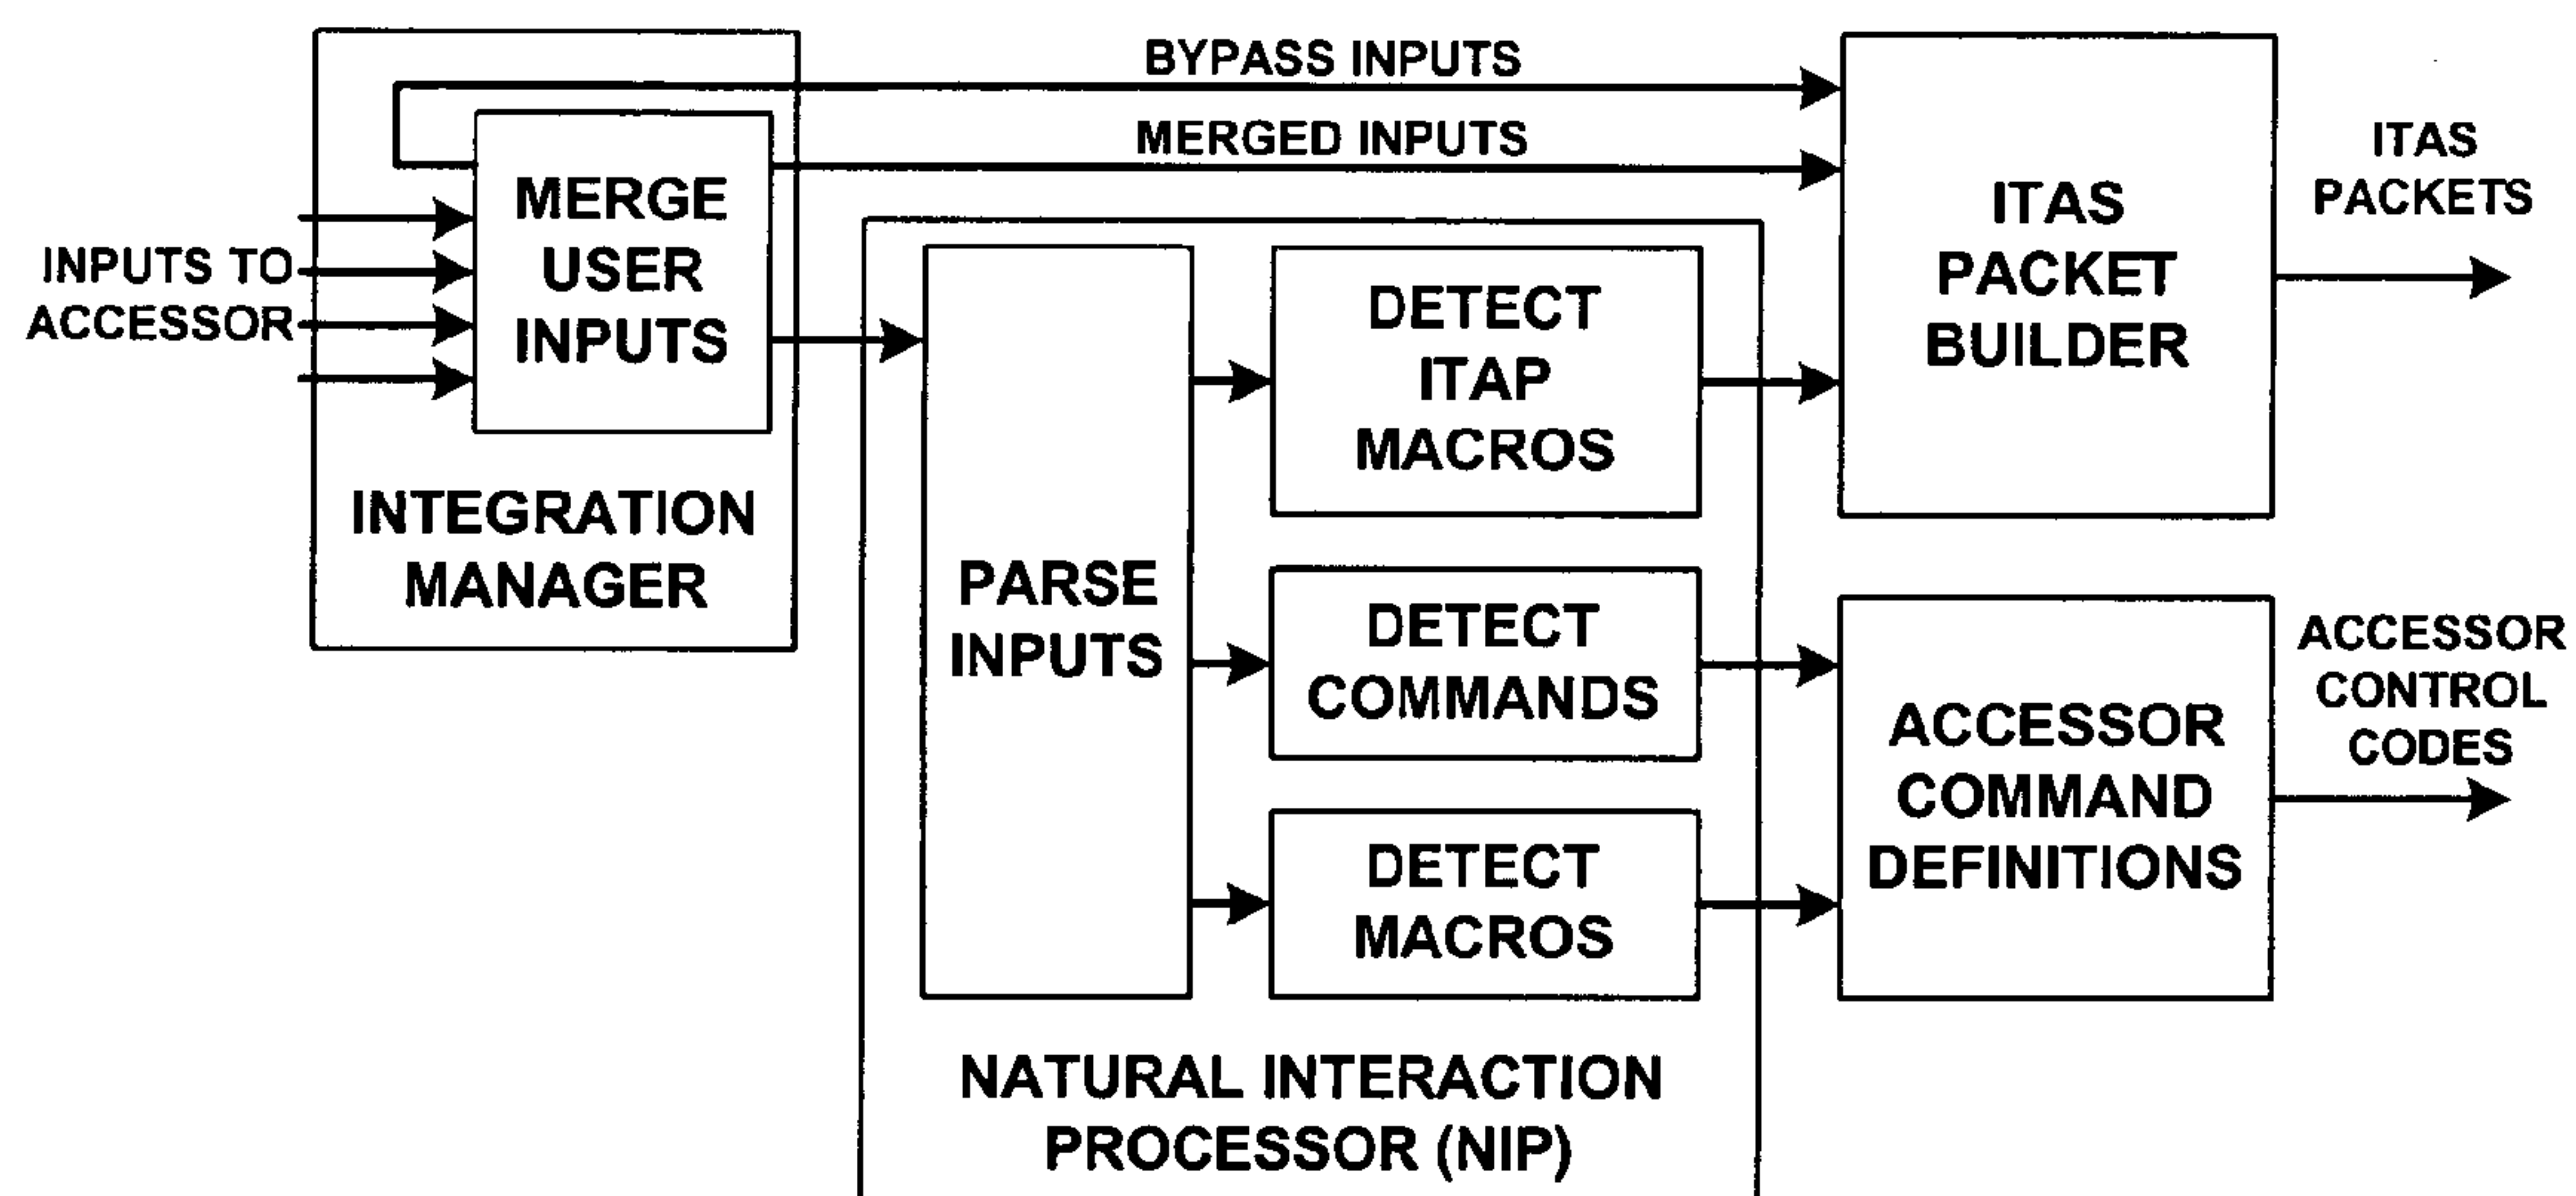 BYPASS INPUTS
MERGED INPUTS
ITAS
PACKETS
MERGE
USER
INPUTS
INPUTS TO
ACCESSOR
INTEGRATION
MANAGER
PARSE
INPUTS
DETECT
ITAP
MACROS
DETECT
COMMANDS
DETECT
MACROS
NATURAL INTERACTION
PROCESSOR (NIP)
ITAS
PACKET
BUILDER
ACCESSOR
COMMAND
DEFINITIONS
ACCESSOR
CONTROL
CODES